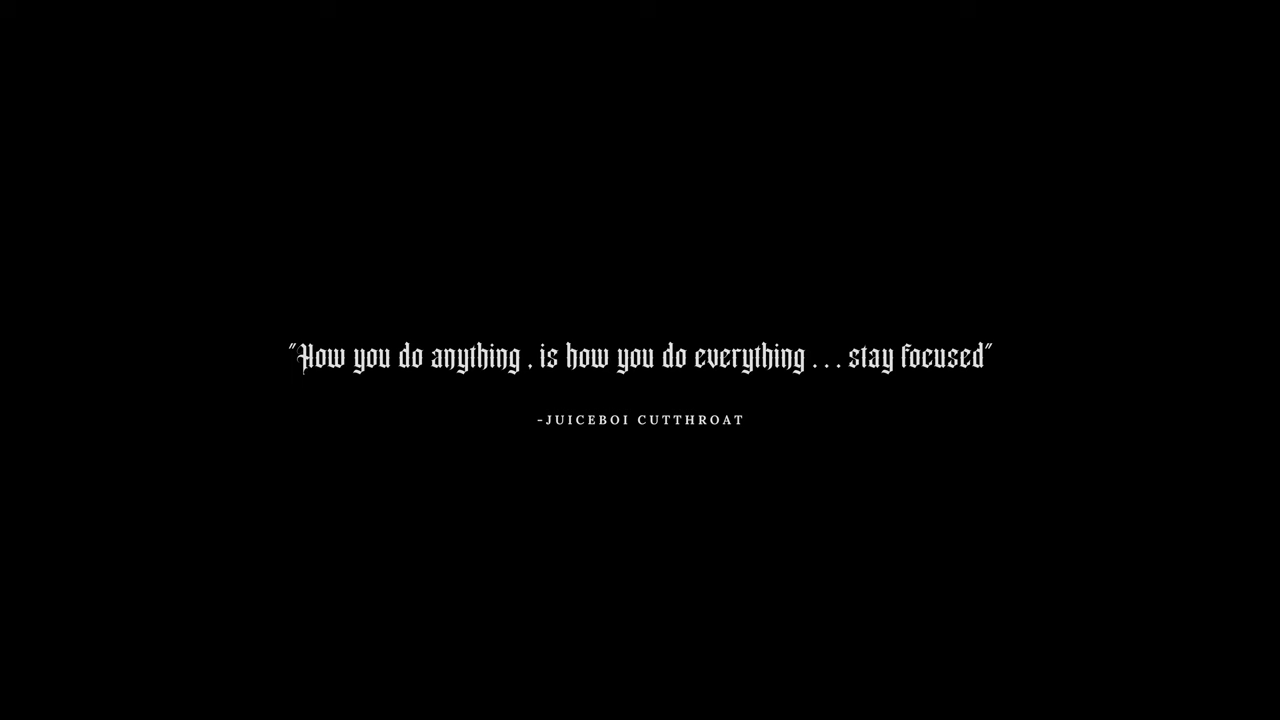 "How you do anything , is how you do everything . . . stay focused"
-JUICEBOI CUTTHROAT